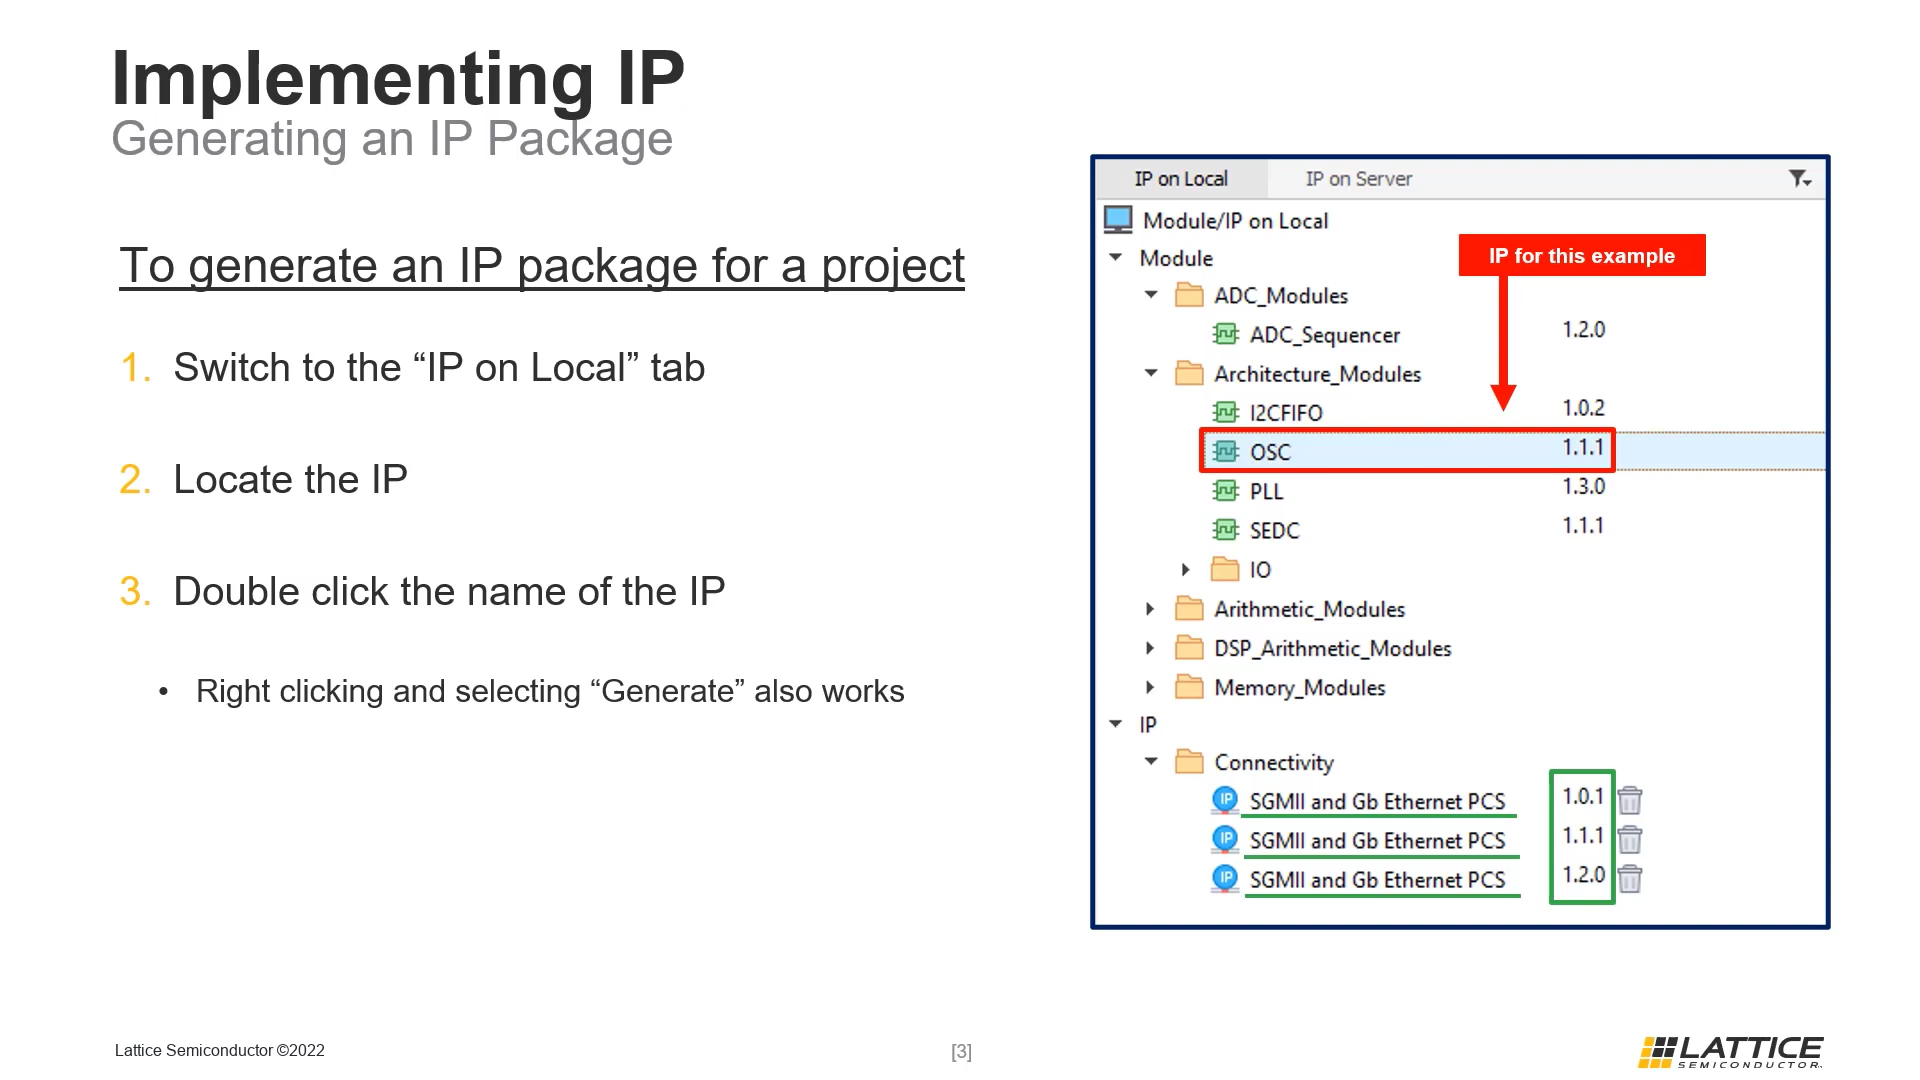 Implementing IP
Generating an IP Package
To generate an IP package for a project
1. Switch to the “IP on Local” tab
2. Locate the IP
3. Double click the name of the IP
• Right clicking and selecting “Generate” also works
IP on Local IP on Server
Module/IP on Local
IP for this example
Module
ADC_Modules
ADC_Sequencer 1.2.0
Architecture_Modules
I2CFIFO 1.0.2
OSC 1.1.1
PLL 1.3.0
SEDC 1.1.1
IO
Arithmetic_Modules
DSP_Arithmetic_Modules
Memory_Modules
IP
Connectivity
IP SGMII and Gb Ethernet PCS 1.0.1
IP SGMII and Gb Ethernet PCS 1.1.1
IP SGMII and Gb Ethernet PCS 1.2.0
Lattice Semiconductor ©2022
[3]
LATTICE
SEMICONDUCTOR